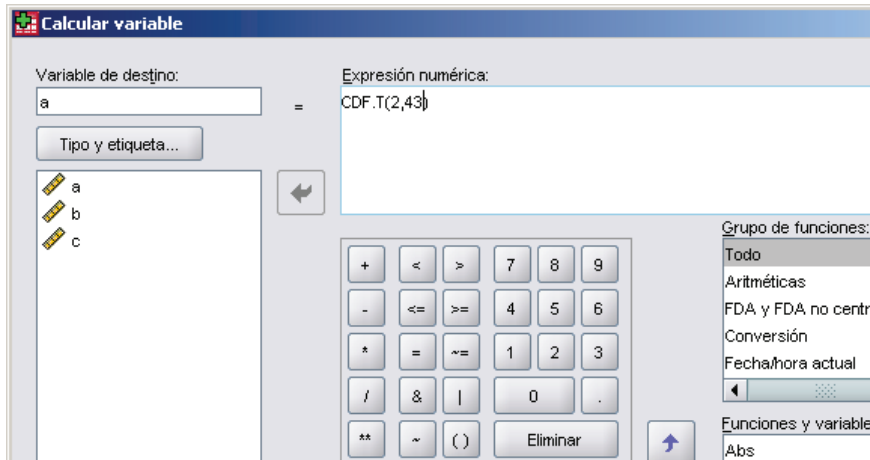 Calcular variable
Variable de destino:
a
Tipo y etiqueta...
a
b
c
=
Expresión numérica:
CDF.T(2,43)
+ < > 7 8 9
- <= >= 4 5 6
* = ~= 1 2 3
/ & | 0 .
** ~ ( ) Eliminar
Grupo de funciones:
Todo
Aritméticas
FDA y FDA no centr
Conversión
Fecha/hora actual
Funciones y variable
Abs